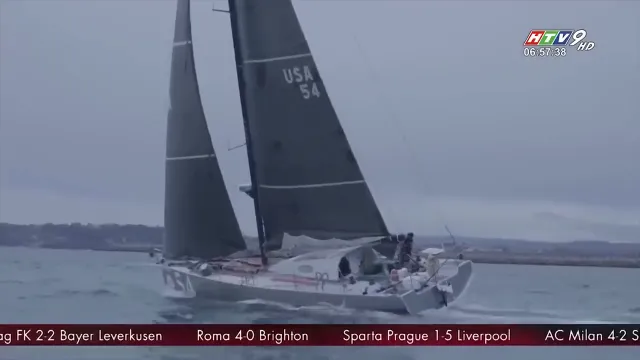 HTV9 HD
06:57:38
USA
54
ag FK 2-2 Bayer Leverkusen Roma 4-0 Brighton Sparta Prague 1-5 Liverpool AC Milan 4-2 S